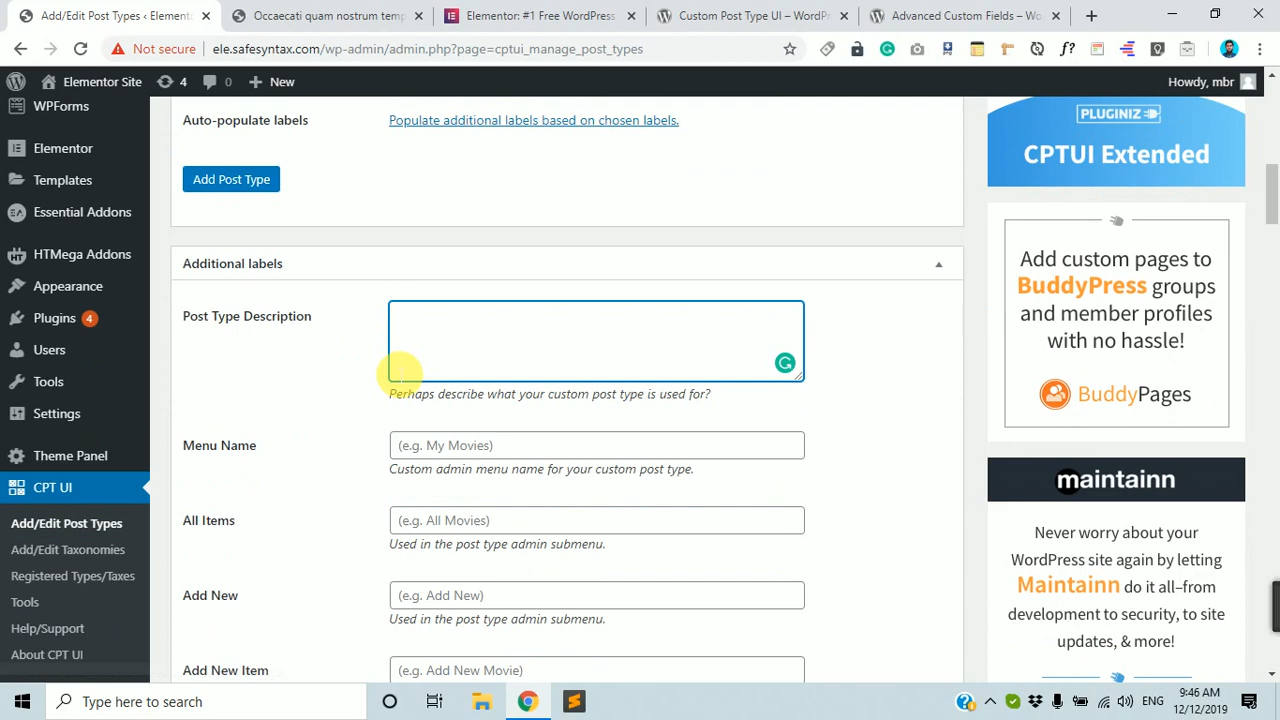 Add/Edit Post Types ‹ Elemento
Occaecati quam nostrum temp
Elementor: #1 Free WordPress
Custom Post Type UI – WordPr
Advanced Custom Fields – Wo
Not secure
ele.safesyntax.com/wp-admin/admin.php?page=cptui_manage_post_types
f?
Elementor Site
4
0
New
Howdy, mbr
WPForms
Elementor
Templates
Essential Addons
HTMega Addons
Appearance
Plugins 4
Users
Tools
Settings
Theme Panel
CPT UI
Add/Edit Post Types
Add/Edit Taxonomies
Registered Types/Taxes
Tools
Help/Support
About CPT UI
Auto-populate labels
Populate additional labels based on chosen labels.
Add Post Type
Additional labels
Post Type Description
Perhaps describe what your custom post type is used for?
Menu Name
(e.g. My Movies)
Custom admin menu name for your custom post type.
All Items
(e.g. All Movies)
Used in the post type admin submenu.
Add New
(e.g. Add New)
Used in the post type admin submenu.
Add New Item
(e.g. Add New Movie)
PLUGINIZ
CPTUI Extended
Add custom pages to
BuddyPress groups
and member profiles
with no hassle!
BuddyPages
maintainn
Never worry about your
WordPress site again by letting
Maintainn do it all–from
development to security, to site
updates, & more!
Type here to search
ENG
9:46 AM
12/12/2019